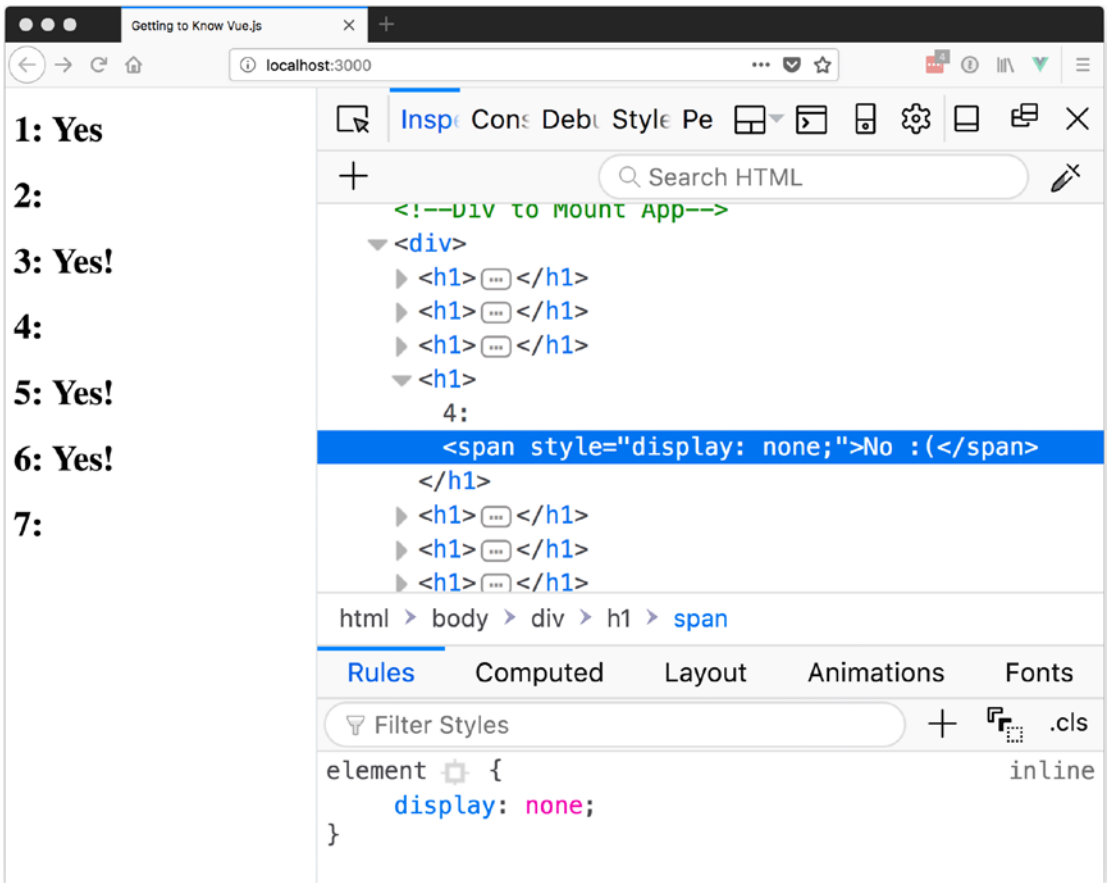 Getting to Know Vue.js
localhost:3000
4
1: Yes
2:
3: Yes!
4:
5: Yes!
6: Yes!
7:
Insp Cons Debu Style Pe
Search HTML
<!--Div to Mount App-->
<div>
<h1>…</h1>
<h1>…</h1>
<h1>…</h1>
<h1>
4:
<span style="display: none;">No :(</span>
</h1>
<h1>…</h1>
<h1>…</h1>
<h1>…</h1>
html > body > div > h1 > span
Rules Computed Layout Animations Fonts
Filter Styles .cls
element { inline
display: none;
}